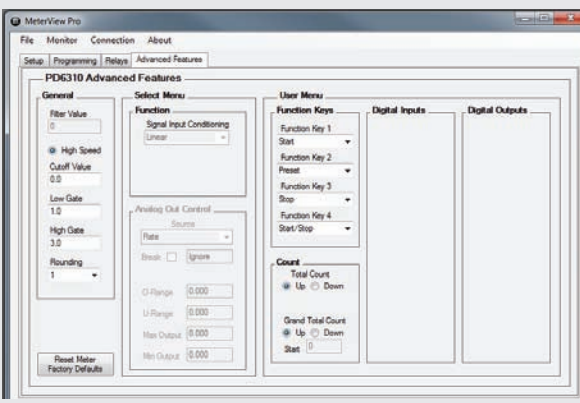 MeterView Pro
File Monitor Connection About
Setup Programming Relays Advanced Features
PD6310 Advanced Features
General
Filter Value
0
High Speed
Cutoff Value
0.0
Low Gate
1.0
High Gate
3.0
Rounding
1
Reset Meter
Factory Defaults
Select Menu
Function
Signal Input Conditioning
Linear
Analog Out Control
Source
Rate
Break Ignore
O-Range 0.000
U-Range 0.000
Max Output 0.000
Min Output 0.000
User Menu
Function Keys
Function Key 1
Start
Function Key 2
Preset
Function Key 3
Stop
Function Key 4
Start/Stop
Count
Total Count
Up Down
Grand Total Count
Up Down
Start 0
Digital Inputs
Digital Outputs